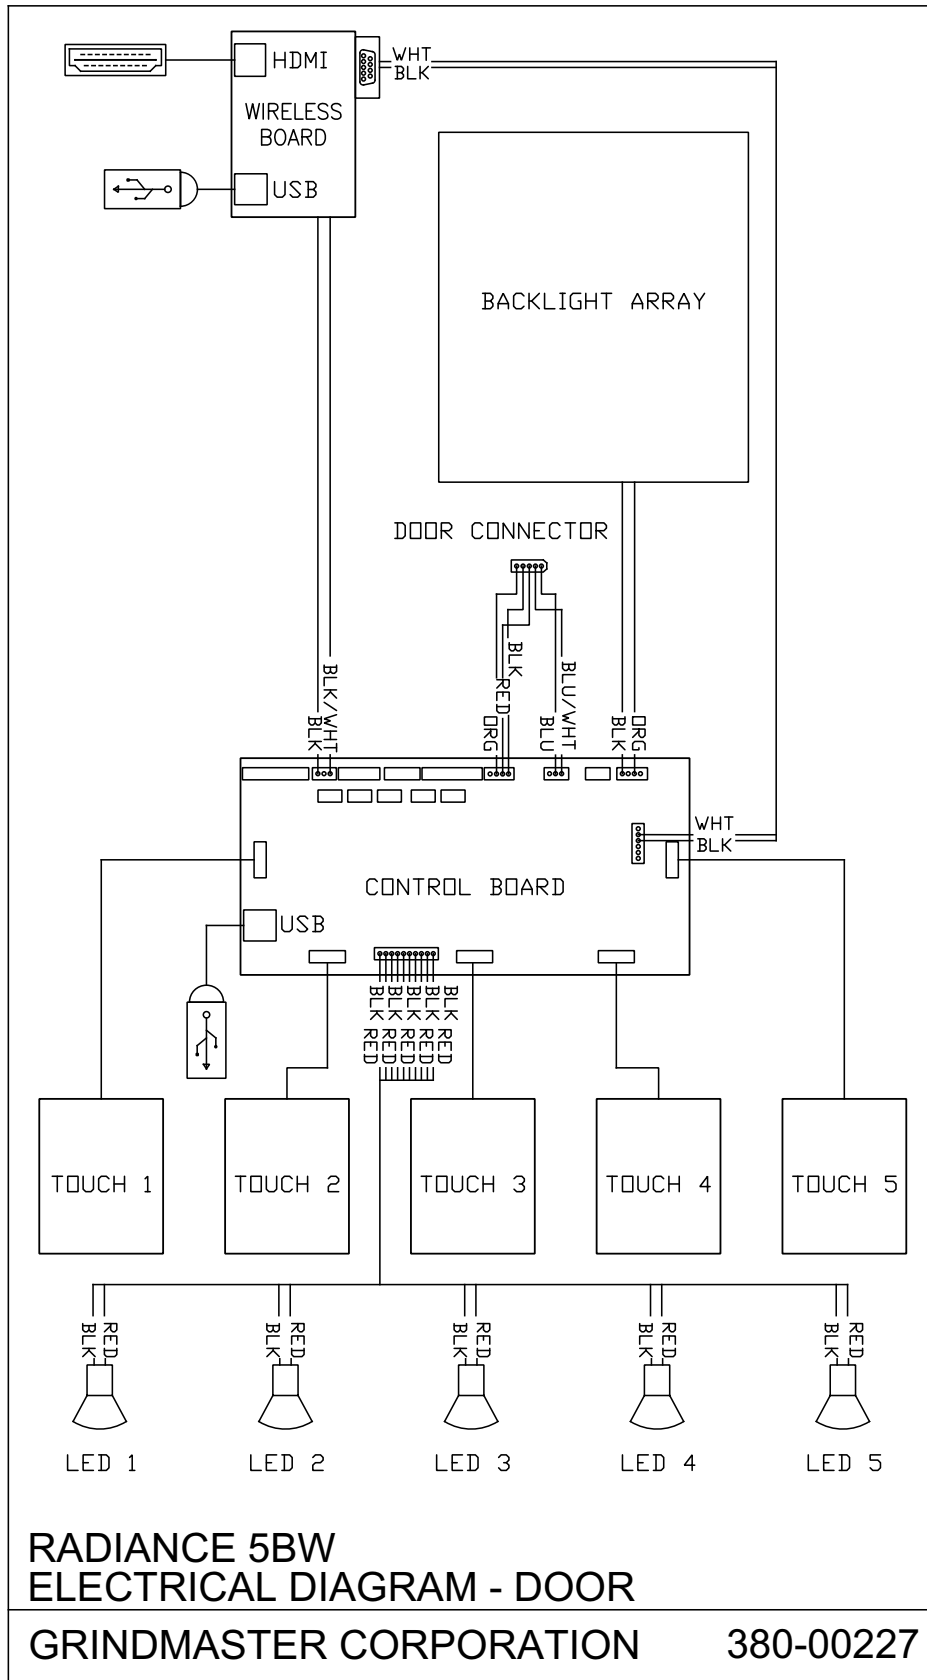 HDMI
WHT
BLK
WIRELESS
BOARD
USB
BACKLIGHT ARRAY
DOOR CONNECTOR
BLK
BLK/WHT
ORG
RED
BLK
BLU
BLU/WHT
BLK
ORG
WHT
BLK
CONTROL BOARD
USB
BLK BLK BLK BLK BLK
RED RED RED RED RED
TOUCH 1 TOUCH 2 TOUCH 3 TOUCH 4 TOUCH 5
BLK RED BLK RED BLK RED BLK RED BLK RED
LED 1 LED 2 LED 3 LED 4 LED 5
RADIANCE 5BW
ELECTRICAL DIAGRAM - DOOR
GRINDMASTER CORPORATION 380-00227